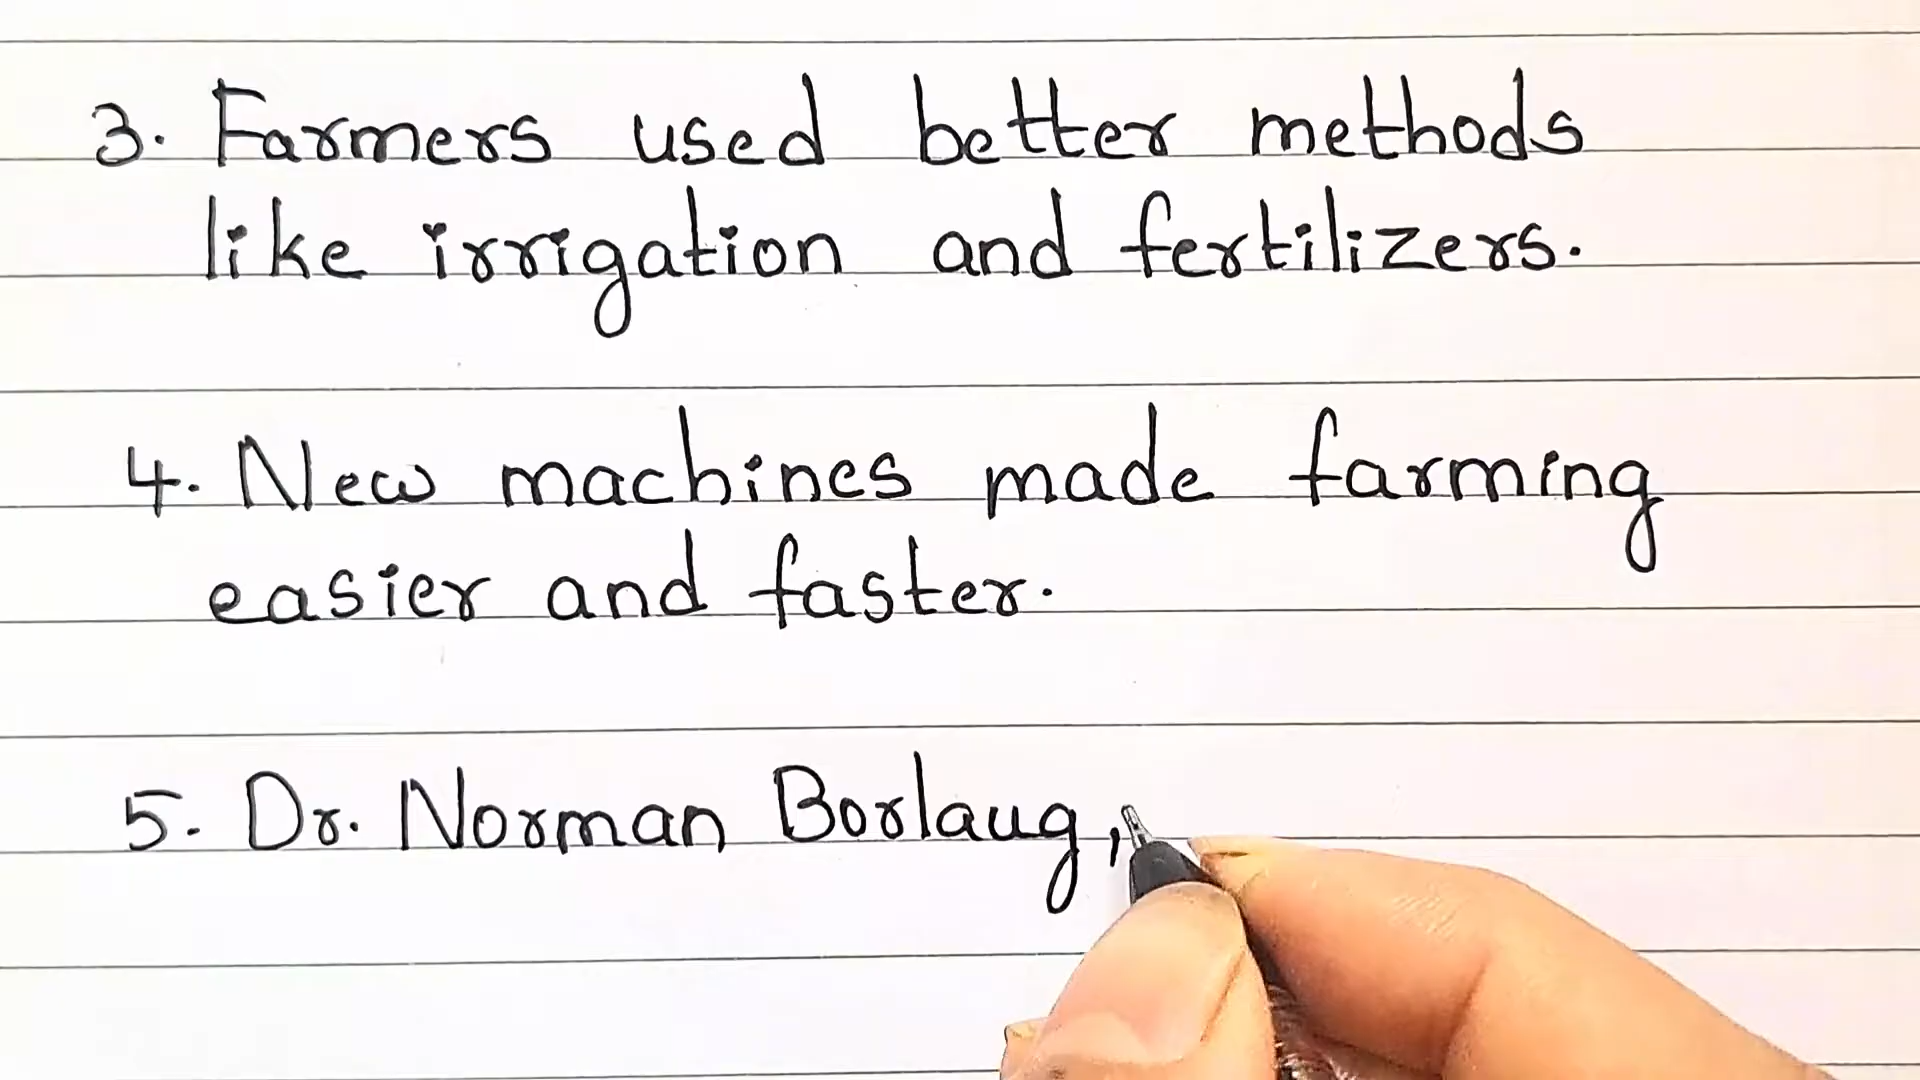 3. Farmers used better methods
like irrigation and fertilizers.
4. New machines made farming
easier and faster.
5. Dr. Norman Borlaug,